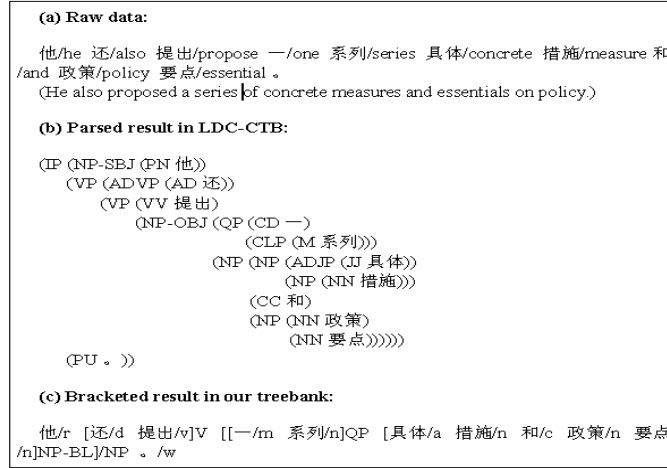 (a) Raw data:
他/he 还/also 提出/propose 一/one 系列/series 具体/concrete 措施/measure 和
/and 政策/policy 要点/essential 。
(He also proposed a series of concrete measures and essentials on policy.)
(b) Parsed result in LDC-CTB:
(IP (NP-SBJ (PN 他))
(VP (ADVP (AD 还))
(VP (VV 提出)
(NP-OBJ (QP (CD 一)
(CLP (M 系列)))
(NP (NP (ADJP (JJ 具体))
(NP (NN 措施)))
(CC 和)
(NP (NN 政策)
(NN 要点))))))
(PU 。))
(c) Bracketed result in our treebank:
他/r [还/d 提出/v]V [[一/m 系列/n]QP [具体/a 措施/n 和/c 政策/n 要点
/n]NP-BL]/NP 。/w